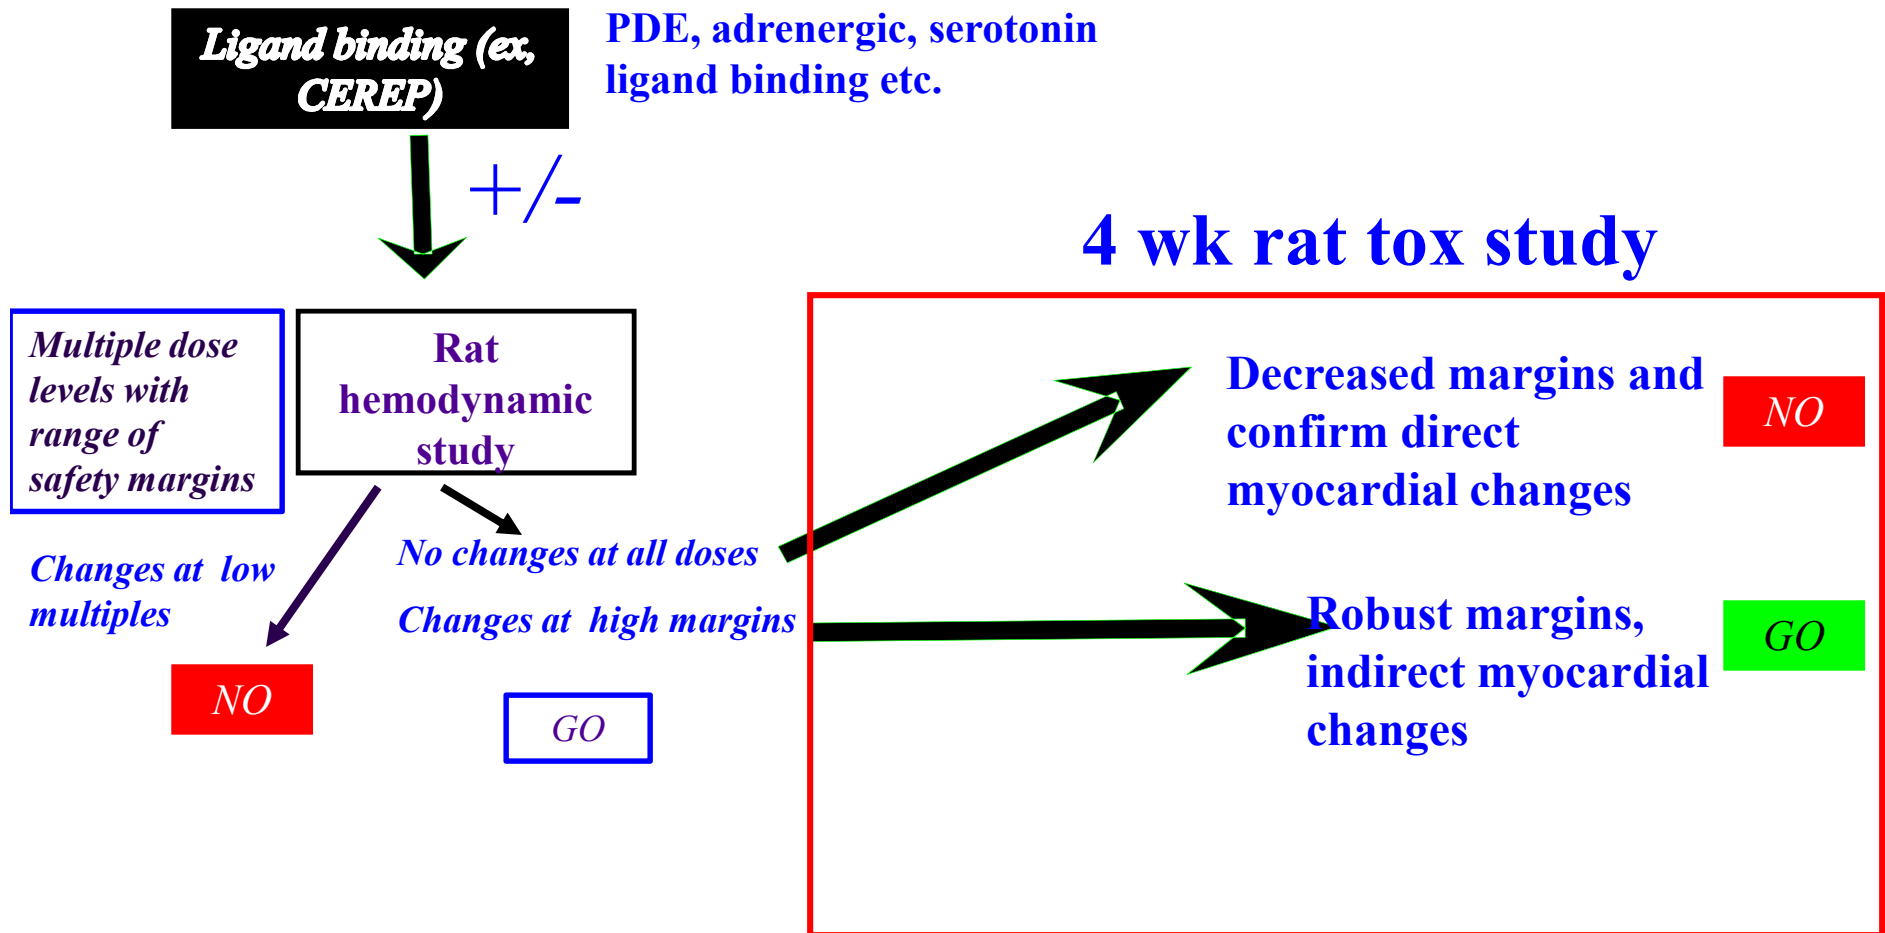 Ligand binding (ex,
CEREP)
PDE, adrenergic, serotonin
ligand binding etc.
+/-
4 wk rat tox study
Multiple dose
levels with
range of
safety margins
Rat
hemodynamic
study
Decreased margins and
confirm direct
myocardial changes
NO
No changes at all doses
Changes at low
multiples
Changes at high margins
Robust margins,
indirect myocardial
changes
GO
NO
GO